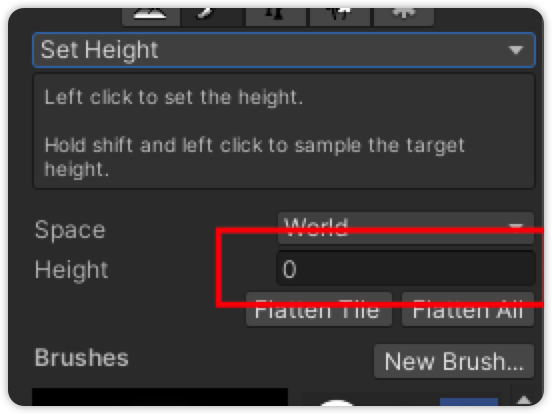 Set Height
Left click to set the height.
Hold shift and left click to sample the target
height.
Space World
Height 0
Flatten Tile Flatten All
Brushes New Brush...